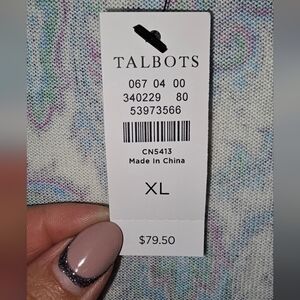 TALBOTS
067 04 00
340229 80
53973566
CN5413
Made In China
XL
$79.50